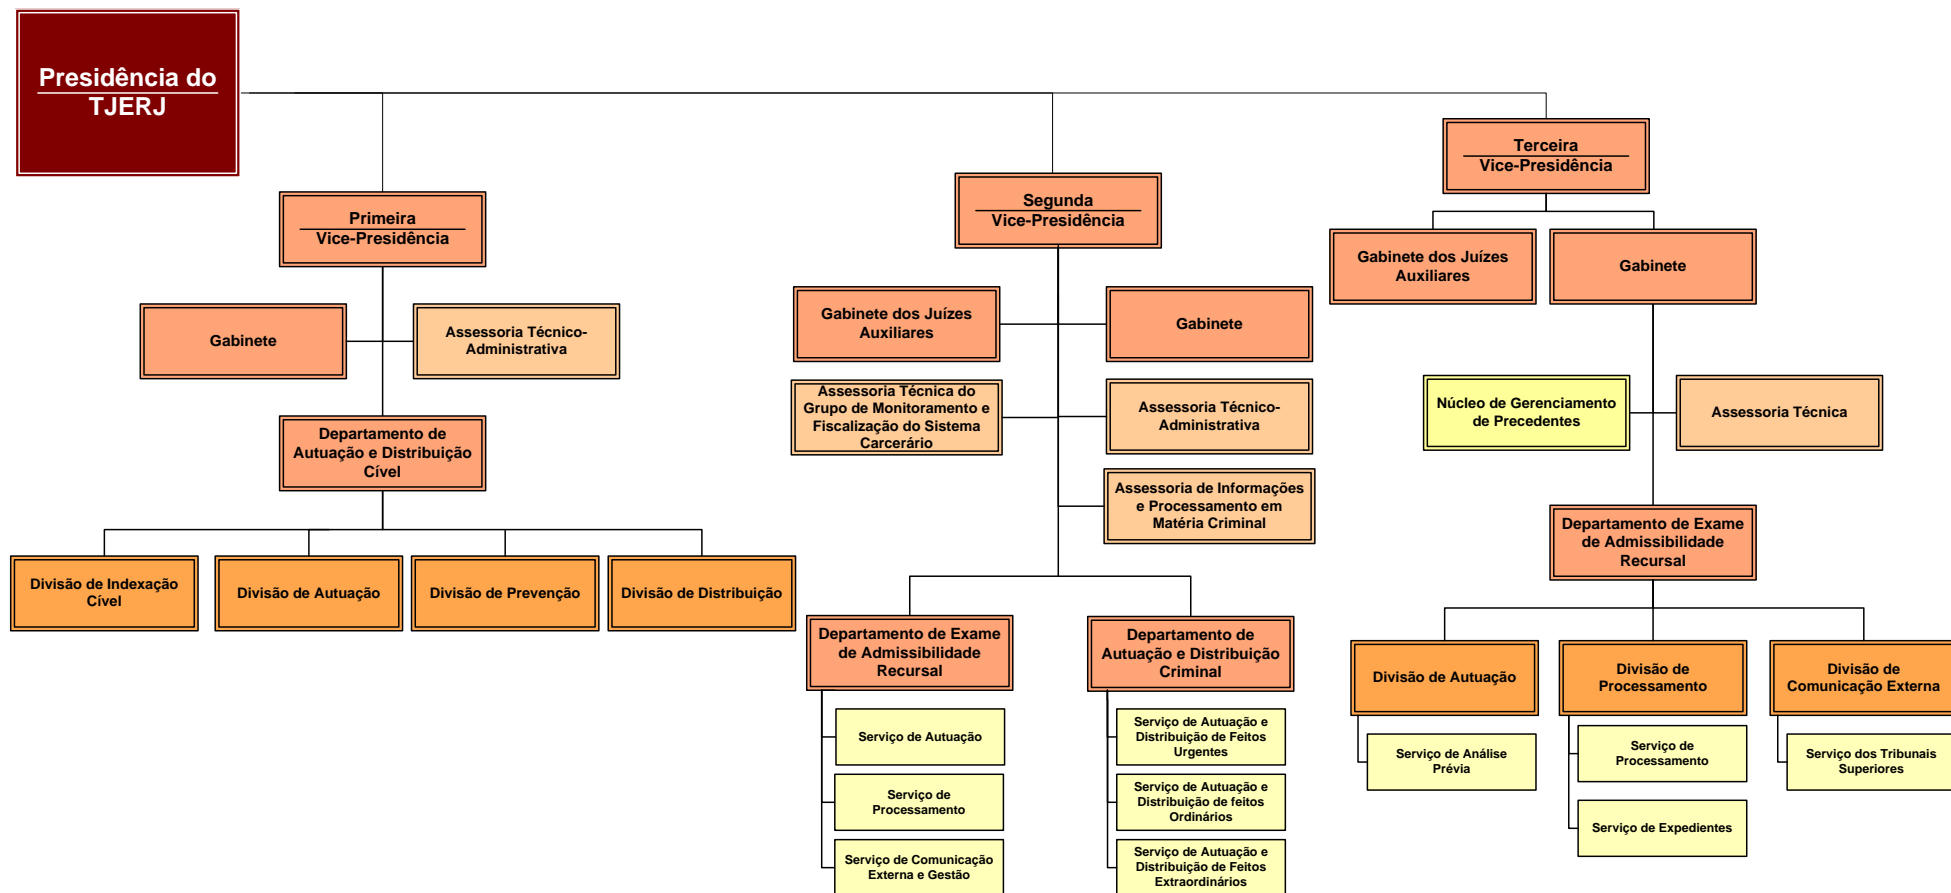 Presidência do
TJERJ
Primeira
Vice-Presidência
Gabinete
Assessoria Técnico-
Administrativa
Departamento de
Autuação e Distribuição
Cível
Divisão de Indexação
Cível
Divisão de Autuação
Divisão de Prevenção
Divisão de Distribuição
Segunda
Vice-Presidência
Gabinete dos Juízes
Auxiliares
Gabinete
Assessoria Técnica do
Grupo de Monitoramento e
Fiscalização do Sistema
Carcerário
Assessoria Técnico-
Administrativa
Assessoria de Informações
e Processamento em
Matéria Criminal
Departamento de Exame
de Admissibilidade
Recursal
Serviço de Autuação
Serviço de
Processamento
Serviço de Comunicação
Externa e Gestão
Departamento de
Autuação e Distribuição
Criminal
Serviço de Autuação e
Distribuição de Feitos
Urgentes
Serviço de Autuação e
Distribuição de feitos
Ordinários
Serviço de Autuação e
Distribuição de Feitos
Extraordinários
Terceira
Vice-Presidência
Gabinete dos Juízes
Auxiliares
Gabinete
Núcleo de Gerenciamento
de Precedentes
Assessoria Técnica
Departamento de Exame
de Admissibilidade
Recursal
Divisão de Autuação
Serviço de Análise
Prévia
Divisão de
Processamento
Serviço de
Processamento
Serviço de Expedientes
Divisão de
Comunicação Externa
Serviço dos Tribunais
Superiores